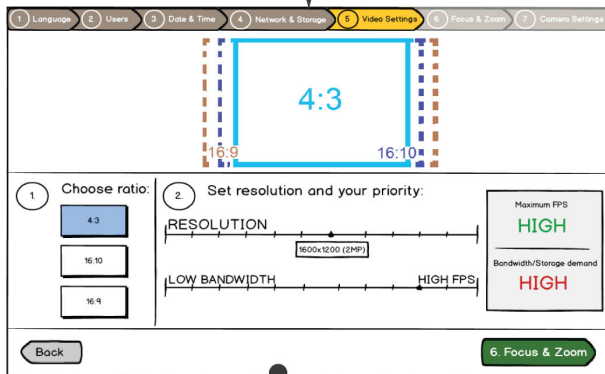 1 Language 2 Users 3 Date & Time 4 Network & Storage 5 Video Settings 6 Focus & Zoom 7 Camera Settings
4:3
16:9 16:10
1. Choose ratio:
4:3
16:10
16:9
2. Set resolution and your priority:
RESOLUTION
1600x1200 (2MP)
LOW BANDWIDTH HIGH FPS
Maximum FPS
HIGH
Bandwidth/Storage demand
HIGH
Back 6. Focus & Zoom